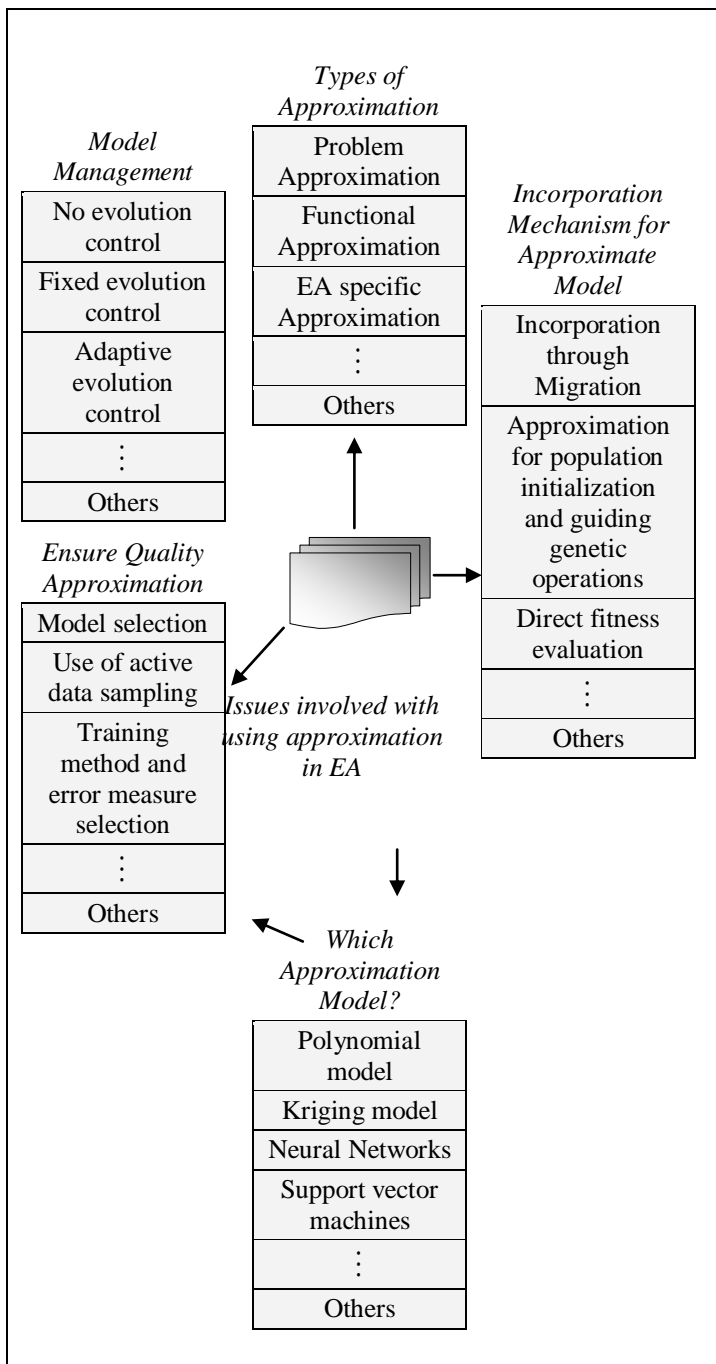 Types of
Approximation
Problem
Approximation
Functional
Approximation
EA specific
Approximation
⋮
Others
Model
Management
No evolution
control
Fixed evolution
control
Adaptive
evolution
control
⋮
Others
Incorporation
Mechanism for
Approximate
Model
Incorporation
through
Migration
Approximation
for population
initialization
and guiding
genetic
operations
Direct fitness
evaluation
⋮
Others
Ensure Quality
Approximation
Model selection
Use of active
data sampling
Training
method and
error measure
selection
⋮
Others
Issues involved with
using approximation
in EA
Which
Approximation
Model?
Polynomial
model
Kriging model
Neural Networks
Support vector
machines
⋮
Others